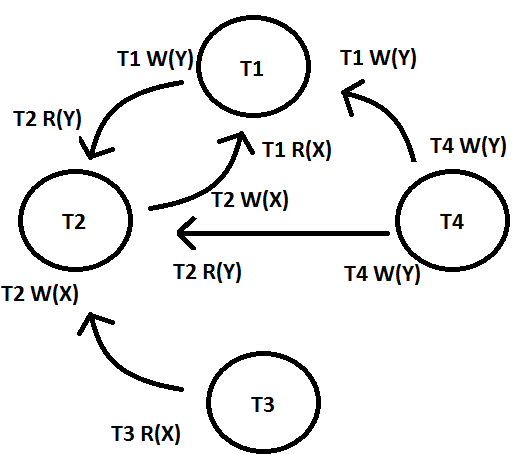 T1 W(Y)
T1
T1 W(Y)
T2 R(Y)
T1 R(X)
T4 W(Y)
T2 W(X)
T2
T4
T2 R(Y)
T4 W(Y)
T2 W(X)
T3
T3 R(X)